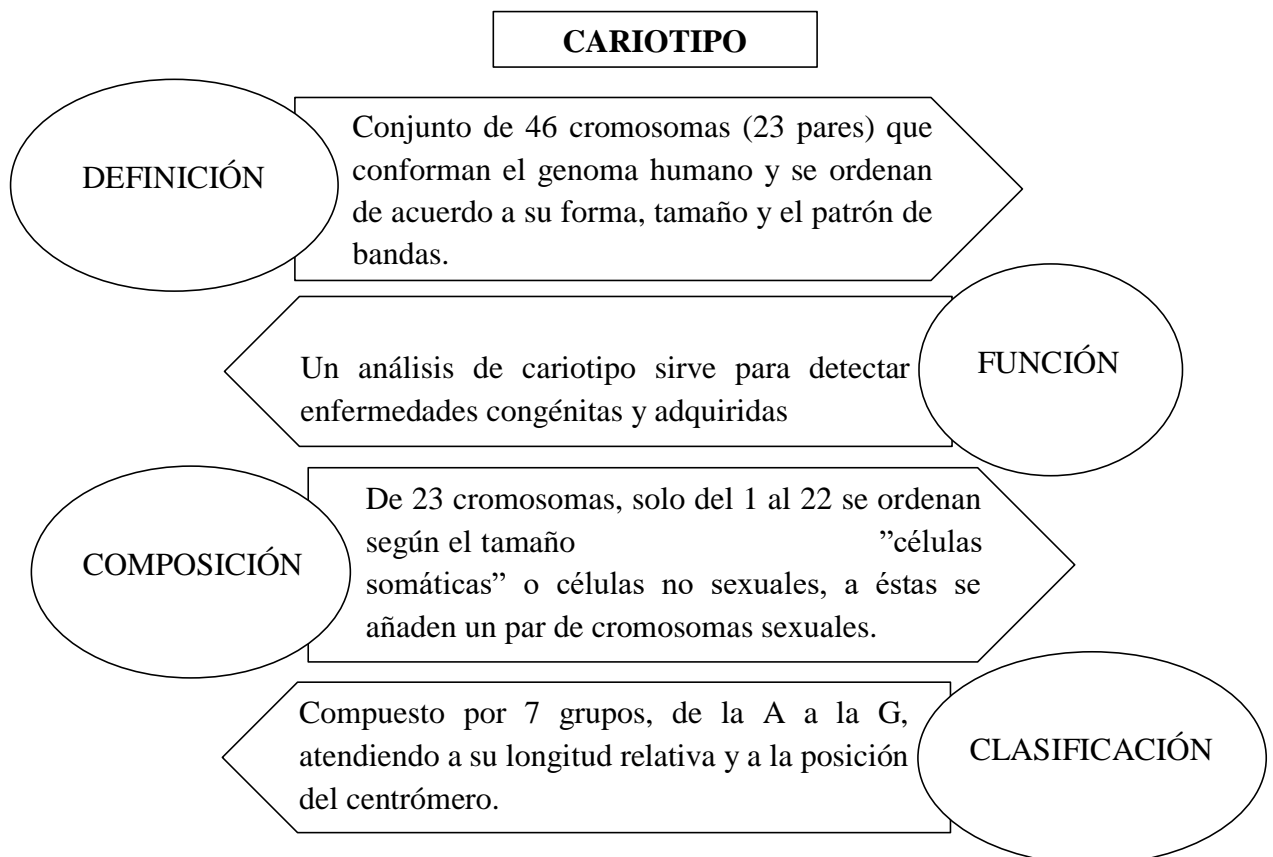 CARIOTIPO
DEFINICIÓN
Conjunto de 46 cromosomas (23 pares) que
conforman el genoma humano y se ordenan
de acuerdo a su forma, tamaño y el patrón de
bandas.
FUNCIÓN
Un análisis de cariotipo sirve para detectar
enfermedades congénitas y adquiridas
COMPOSICIÓN
De 23 cromosomas, solo del 1 al 22 se ordenan
según el tamaño ”células
somáticas” o células no sexuales, a éstas se
añaden un par de cromosomas sexuales.
CLASIFICACIÓN
Compuesto por 7 grupos, de la A a la G,
atendiendo a su longitud relativa y a la posición
del centrómero.